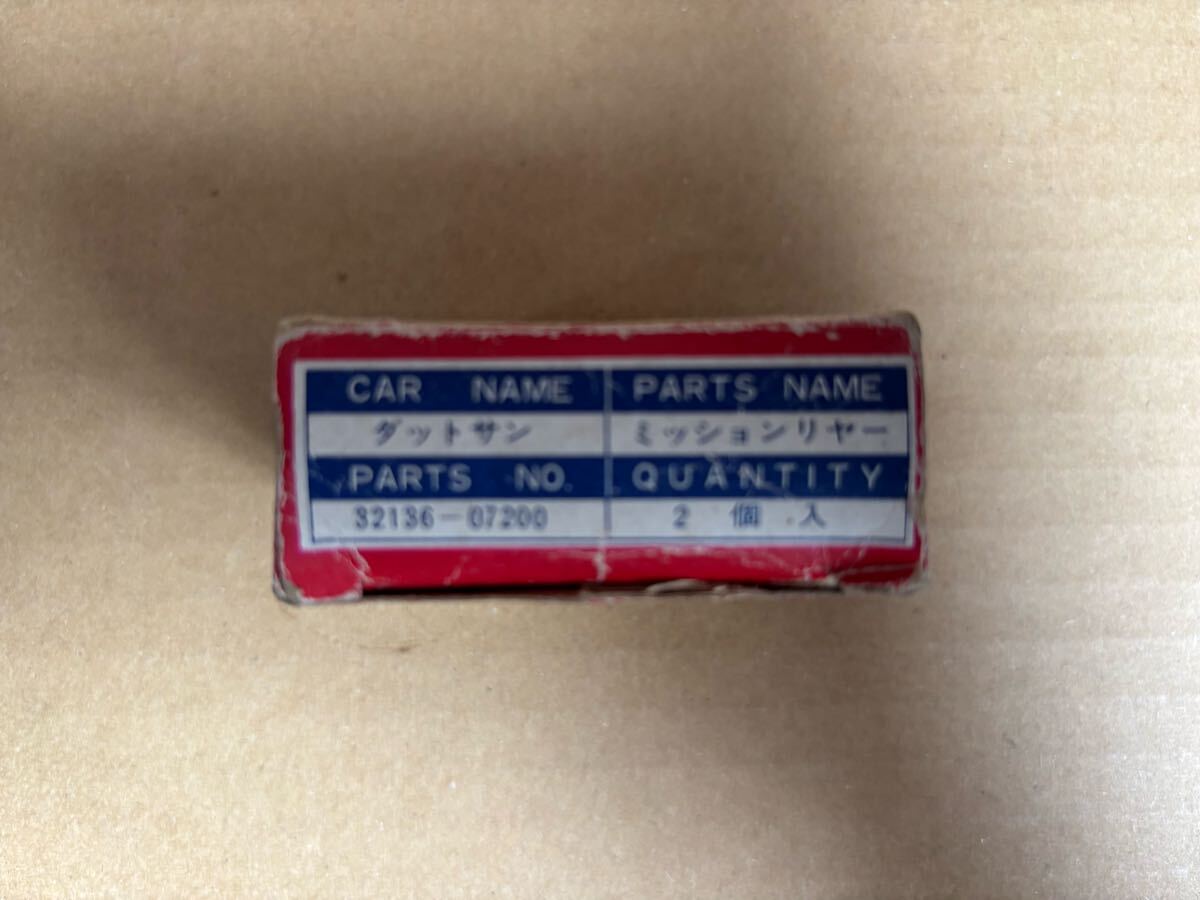 CAR NAME PARTS NAME
ダットサン ミッションリヤー
PARTS NO. QUANTITY
32136-07200 2 個 入